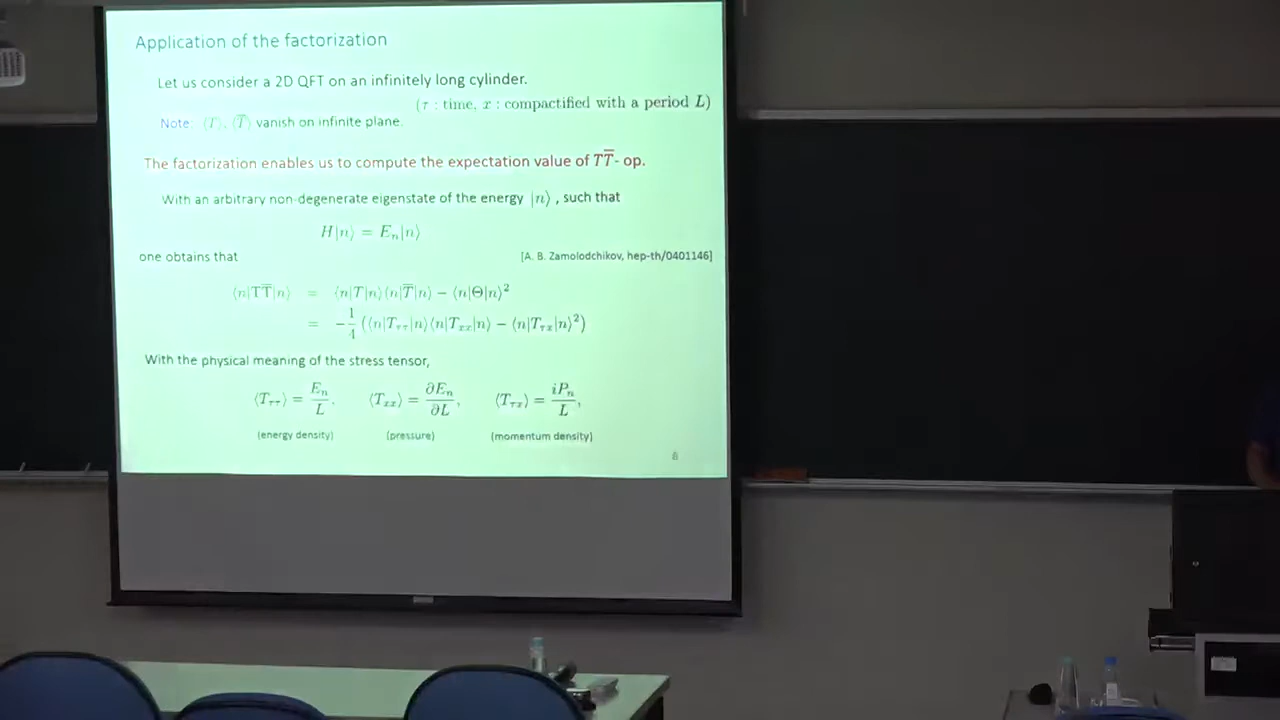 Application of the factorization
Let us consider a 2D QFT on an infinitely long cylinder.
(τ : time, x : compactified with a period L)
Note: ⟨T⟩, ⟨T̅⟩ vanish on infinite plane.
The factorization enables us to compute the expectation value of TT̅- op.
With an arbitrary non-degenerate eigenstate of the energy |n⟩ , such that
H|n⟩ = Eₙ|n⟩
one obtains that
[A. B. Zamolodchikov, hep-th/0401146]
⟨n|TT̅|n⟩ = ⟨n|T|n⟩⟨n|T̅|n⟩ − ⟨n|Θ|n⟩²
= −1/4 (⟨n|T_ττ|n⟩⟨n|T_xx|n⟩ − ⟨n|T_τx|n⟩²)
With the physical meaning of the stress tensor,
⟨T_ττ⟩ = Eₙ/L, ⟨T_xx⟩ = ∂Eₙ/∂L, ⟨T_τx⟩ = iPₙ/L,
(energy density) (pressure) (momentum density)
8